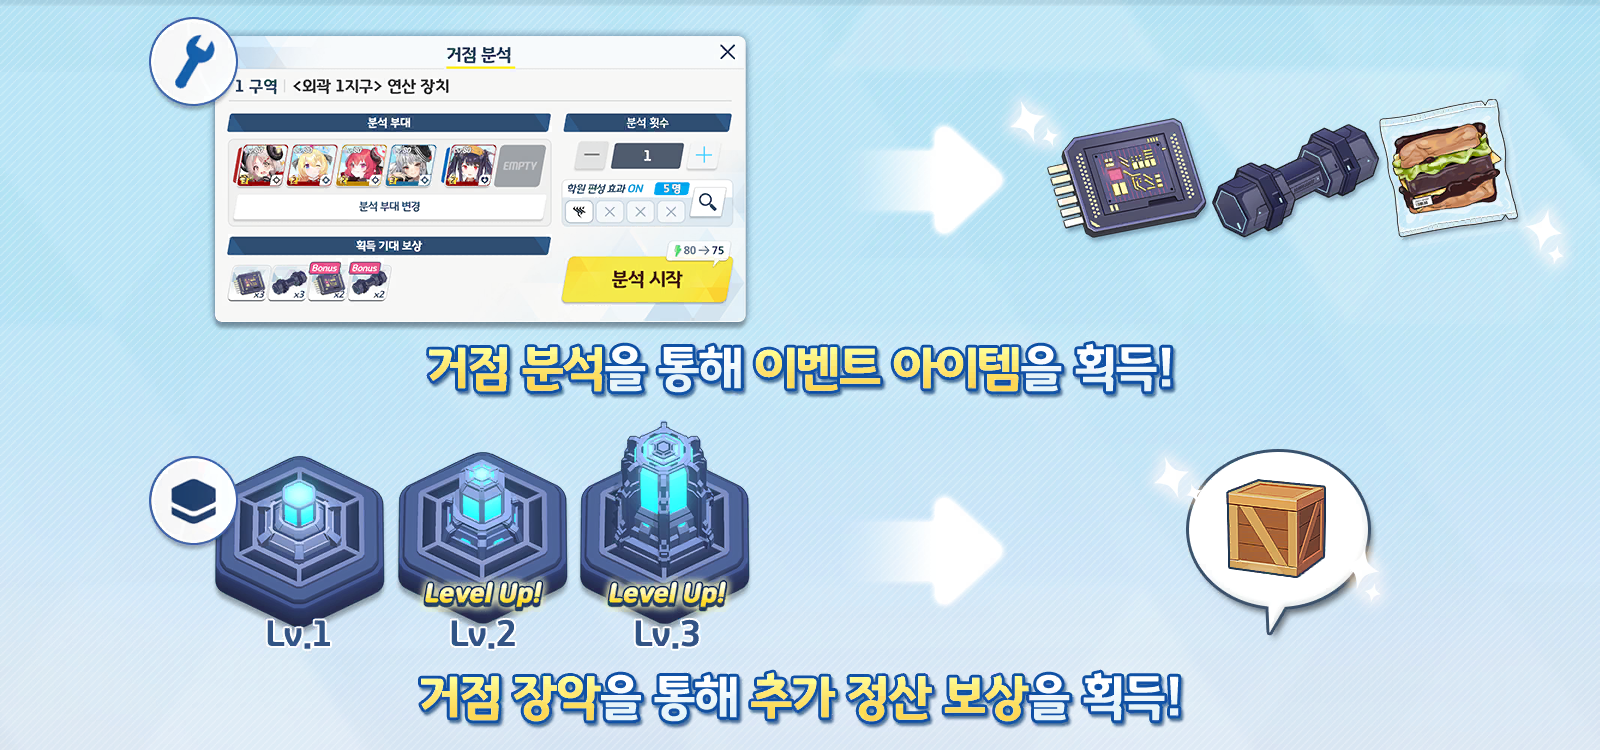 거점 분석
1 구역 <외곽 1지구> 연산 장치
분석 부대
분석 횟수
EMPTY
1
학원 편성 효과 ON 5 명
분석 부대 변경
획득 기대 보상
80 → 75
x3 x3 Bonus x2 Bonus x2
분석 시작
거점 분석을 통해 이벤트 아이템을 획득!
Level Up! Level Up!
Lv.1 Lv.2 Lv.3
거점 장악을 통해 추가 정산 보상을 획득!